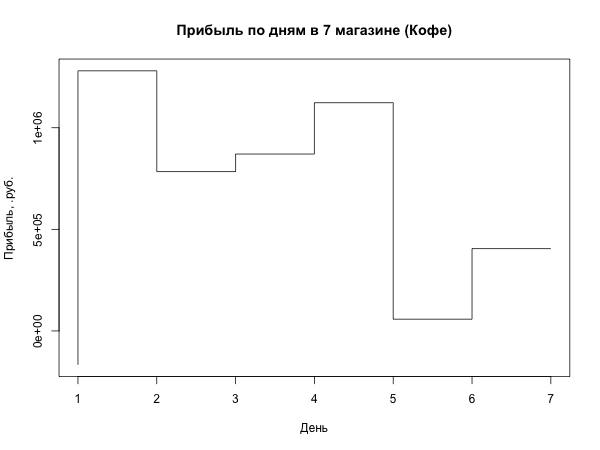 Прибыль по дням в 7 магазине (Кофе)
1e+06
5e+05
0e+00
Прибыль, .руб.
1 2 3 4 5 6 7
День